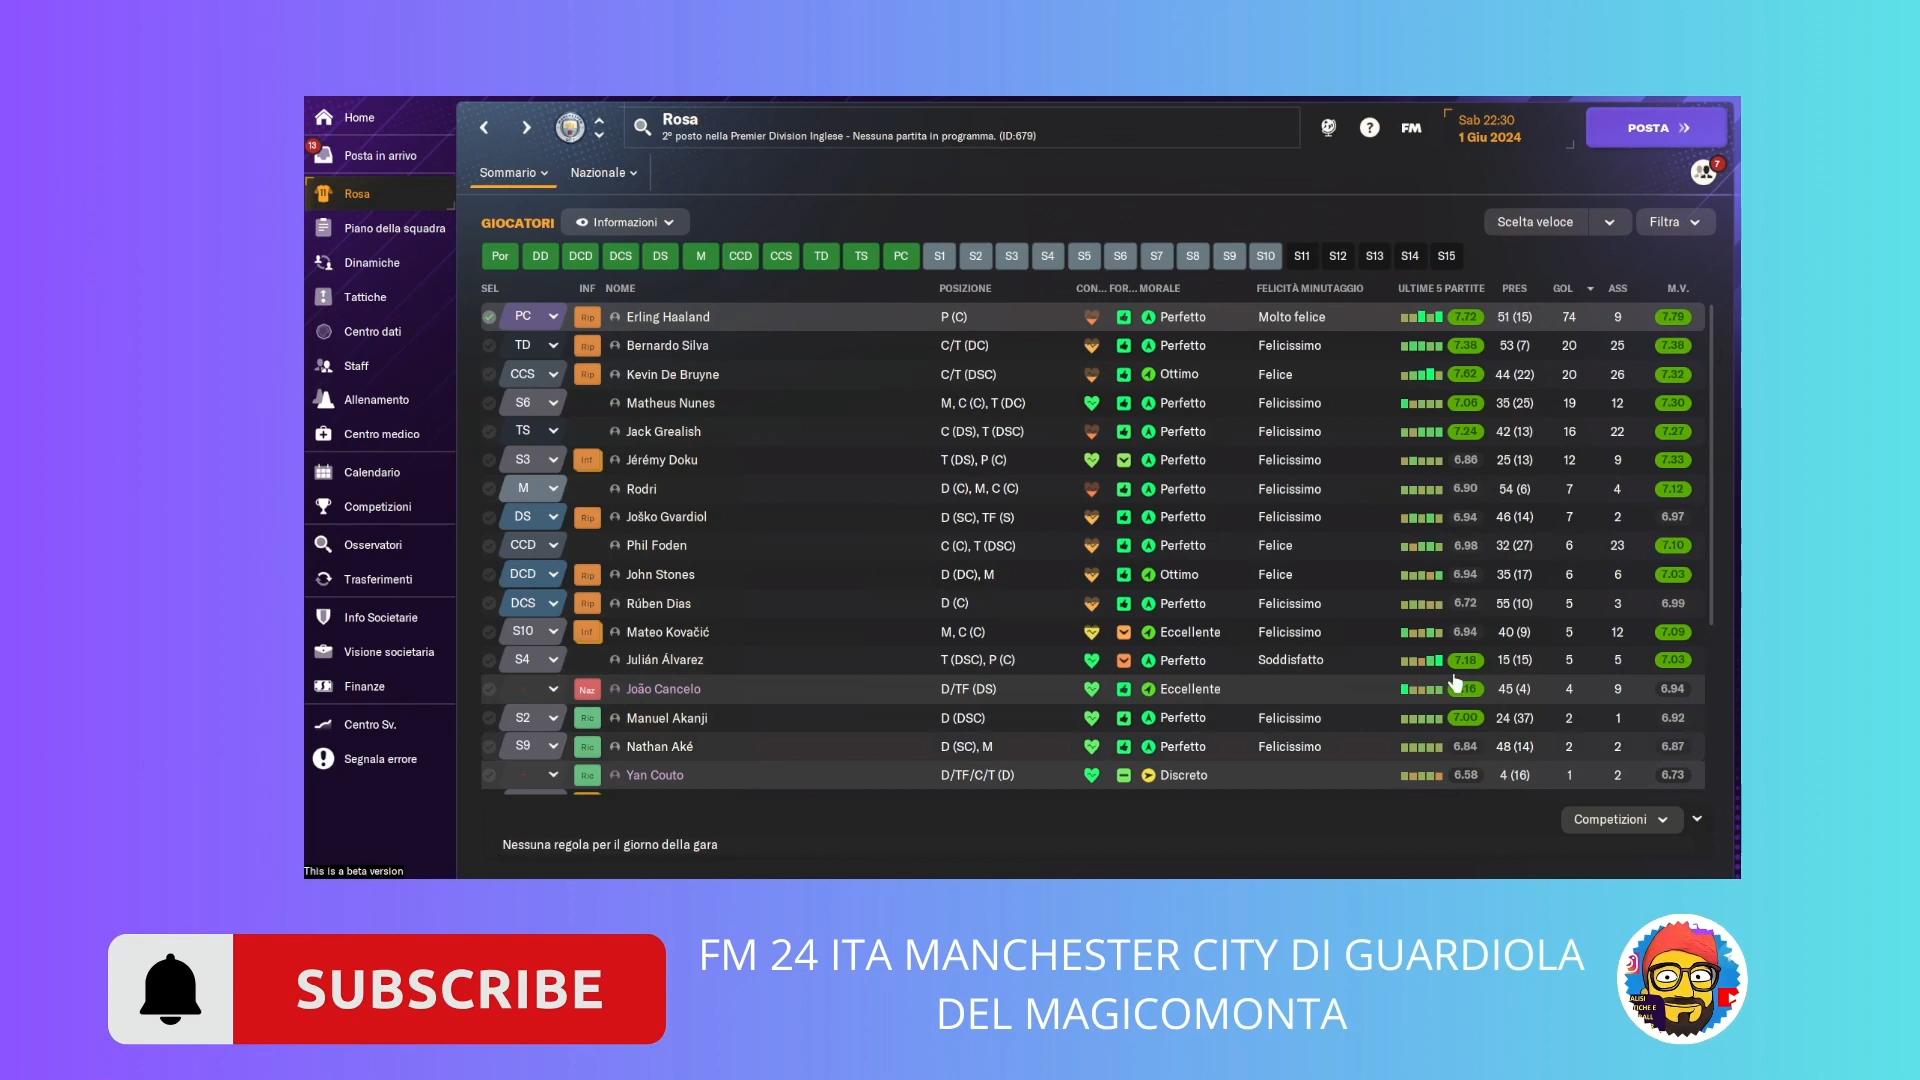 Home
13
Posta in arrivo
Rosa
Piano della squadra
Dinamiche
Tattiche
Centro dati
Staff
Allenamento
Centro medico
Calendario
Competizioni
Osservatori
Trasferimenti
Info Societarie
Visione societaria
Finanze
Centro Sv.
Segnala errore
This is a beta version
Rosa
2° posto nella Premier Division Inglese - Nessuna partita in programma. (ID:679)
? FM
Sab 22:30
1 Giu 2024
POSTA
7
Sommario Nazionale
GIOCATORI Informazioni Scelta veloce Filtra
Por DD DCD DCS DS M CCD CCS TD TS PC S1 S2 S3 S4 S5 S6 S7 S8 S9 S10 S11 S12 S13 S14 S15
SEL INF NOME POSIZIONE CON... FOR... MORALE FELICITÀ MINUTAGGIO ULTIME 5 PARTITE PRES GOL ASS M.V.
PC Rip Erling Haaland P (C) Perfetto Molto felice 7.72 51 (15) 74 9 7.79
TD Rip Bernardo Silva C/T (DC) Perfetto Felicissimo 7.38 53 (7) 20 25 7.38
CCS Rip Kevin De Bruyne C/T (DSC) Ottimo Felice 7.62 44 (22) 20 26 7.32
S6 Matheus Nunes M, C (C), T (DC) Perfetto Felicissimo 7.06 35 (25) 19 12 7.30
TS Jack Grealish C (DS), T (DSC) Perfetto Felicissimo 7.24 42 (13) 16 22 7.27
S3 Inf Jérémy Doku T (DS), P (C) Perfetto Felicissimo 6.86 25 (13) 12 9 7.33
M Rodri D (C), M, C (C) Perfetto Felicissimo 6.90 54 (6) 7 4 7.12
DS Rip Joško Gvardiol D (SC), TF (S) Perfetto Felicissimo 6.94 46 (14) 7 2 6.97
CCD Phil Foden C (C), T (DSC) Perfetto Felice 6.98 32 (27) 6 23 7.10
DCD Rip John Stones D (DC), M Ottimo Felice 6.94 35 (17) 6 6 7.03
DCS Rip Rúben Dias D (C) Perfetto Felicissimo 6.72 55 (10) 5 3 6.99
S10 Inf Mateo Kovačić M, C (C) Eccellente Felicissimo 6.94 40 (9) 5 12 7.09
S4 Julián Álvarez T (DSC), P (C) Perfetto Soddisfatto 7.18 15 (15) 5 5 7.03
- Naz João Cancelo D/TF (DS) Eccellente 45 (4) 4 9 6.94
S2 Ric Manuel Akanji D (DSC) Perfetto Felicissimo 7.00 24 (37) 2 1 6.92
S9 Ric Nathan Aké D (SC), M Perfetto Felicissimo 6.84 48 (14) 2 2 6.87
- Ric Yan Couto D/TF/C/T (D) Discreto 6.58 4 (16) 1 2 6.73
Competizioni
Nessuna regola per il giorno della gara
SUBSCRIBE
FM 24 ITA MANCHESTER CITY DI GUARDIOLA
DEL MAGICOMONTA